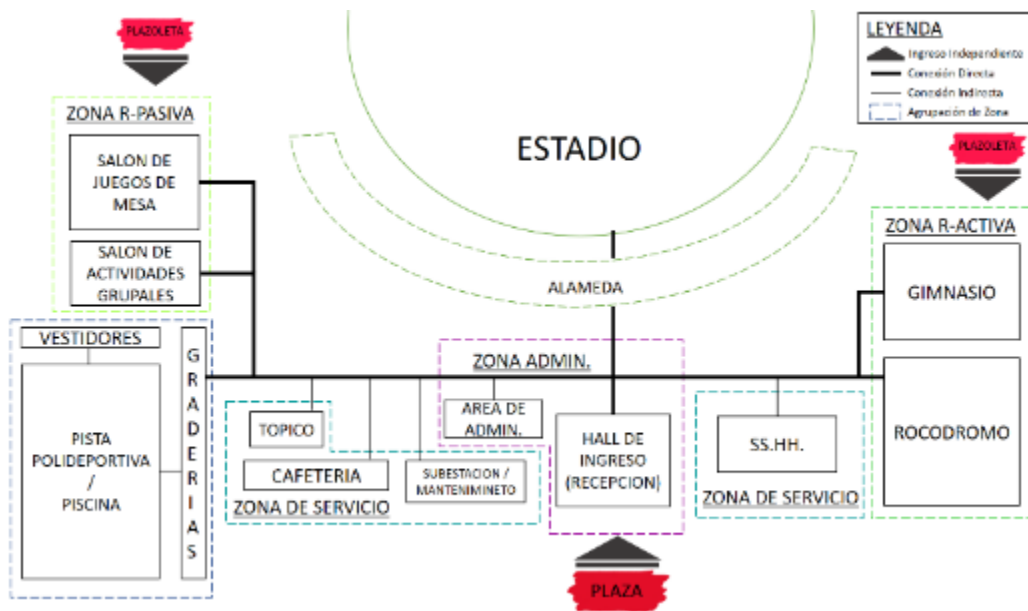 PLAZOLETA
LEYENDA
Ingreso Independiente
Conexión Directa
Conexión Indirecta
Agrupación de Zona
ZONA R-PASIVA
SALON DE
JUEGOS DE
MESA
SALON DE
ACTIVIDADES
GRUPALES
ESTADIO
ALAMEDA
PLAZOLETA
ZONA R-ACTIVA
GIMNASIO
ROCODROMO
VESTIDORES
GRADERIAS
PISTA
POLIDEPORTIVA
/
PISCINA
ZONA ADMIN.
AREA DE
ADMIN.
HALL DE
INGRESO
(RECEPCION)
TOPICO
CAFETERIA
SUBESTACION /
MANTENIMINETO
ZONA DE SERVICIO
SS.HH.
ZONA DE SERVICIO
PLAZA